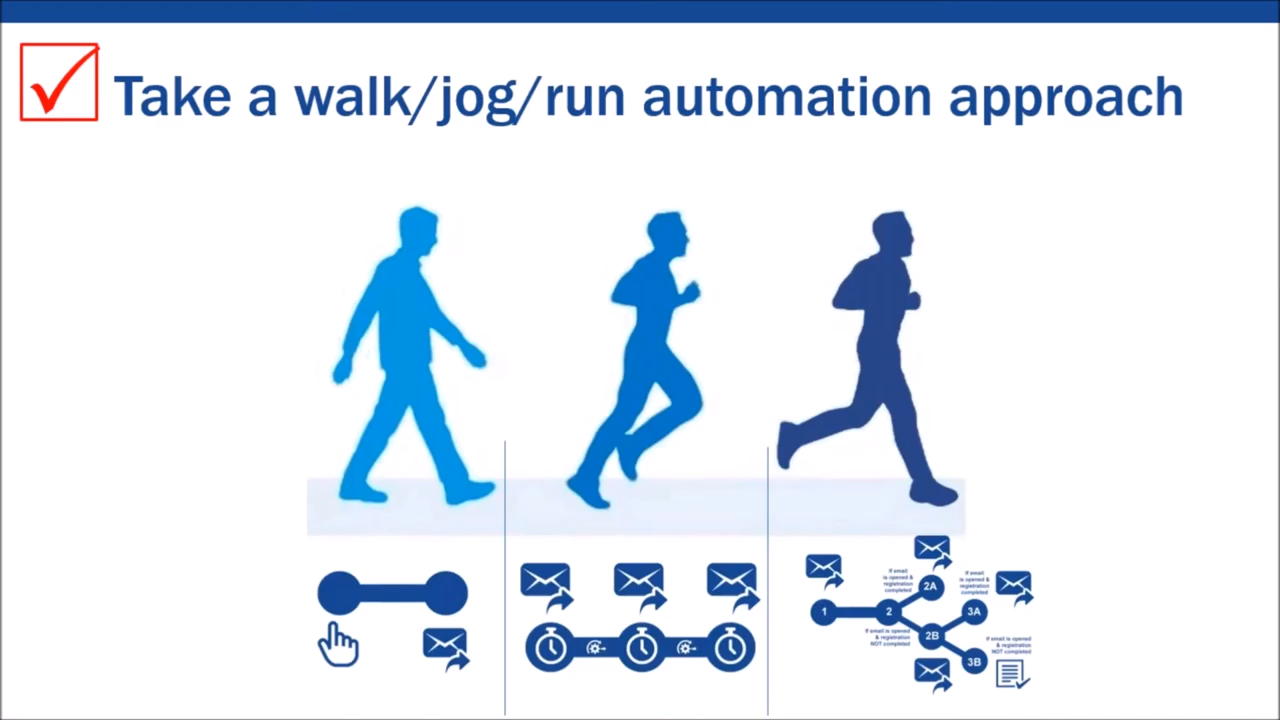 Take a walk/jog/run automation approach
If email
is opened &
registration
completed
If email
is opened &
registration
completed
2A
1
2
3A
If email is opened
& registration
NOT completed
2B
If email is opened
& registration
NOT completed
3B